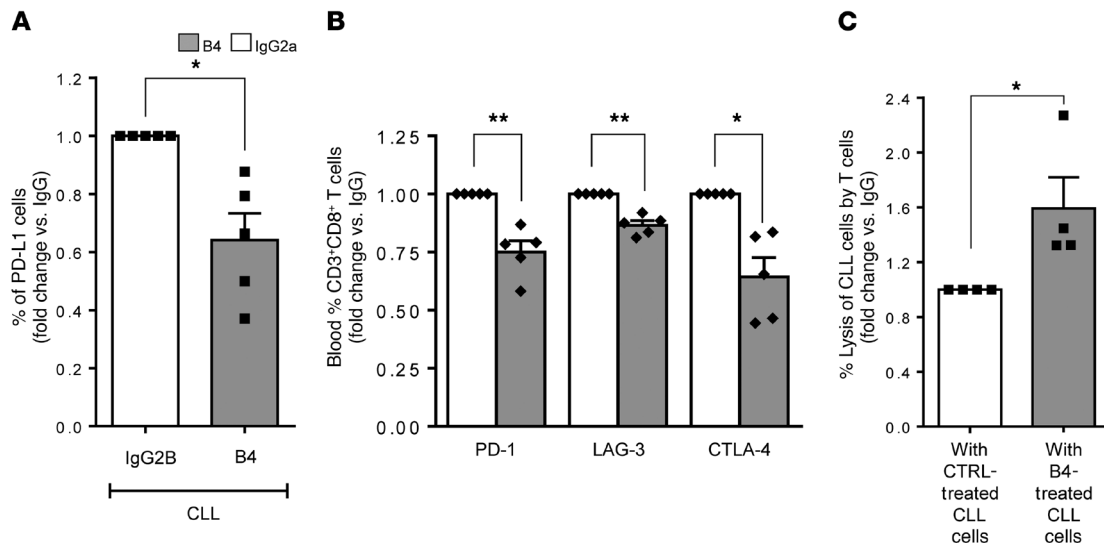 A
B4 IgG2a
*
1.2
1.0
0.8
0.6
0.4
0.2
0.0
% of PD-L1 cells
(fold change vs. IgG)
IgG2B B4
CLL
B
** ** *
1.25
1.00
0.75
0.50
0.25
0.00
Blood % CD3⁺CD8⁺ T cells
(fold change vs. IgG)
PD-1 LAG-3 CTLA-4
C
*
2.4
2.0
1.6
1.2
0.8
0.4
0.0
% Lysis of CLL cells by T cells
(fold change vs. IgG)
With
CTRL-
treated
CLL
cells
With
B4-
treated
CLL
cells